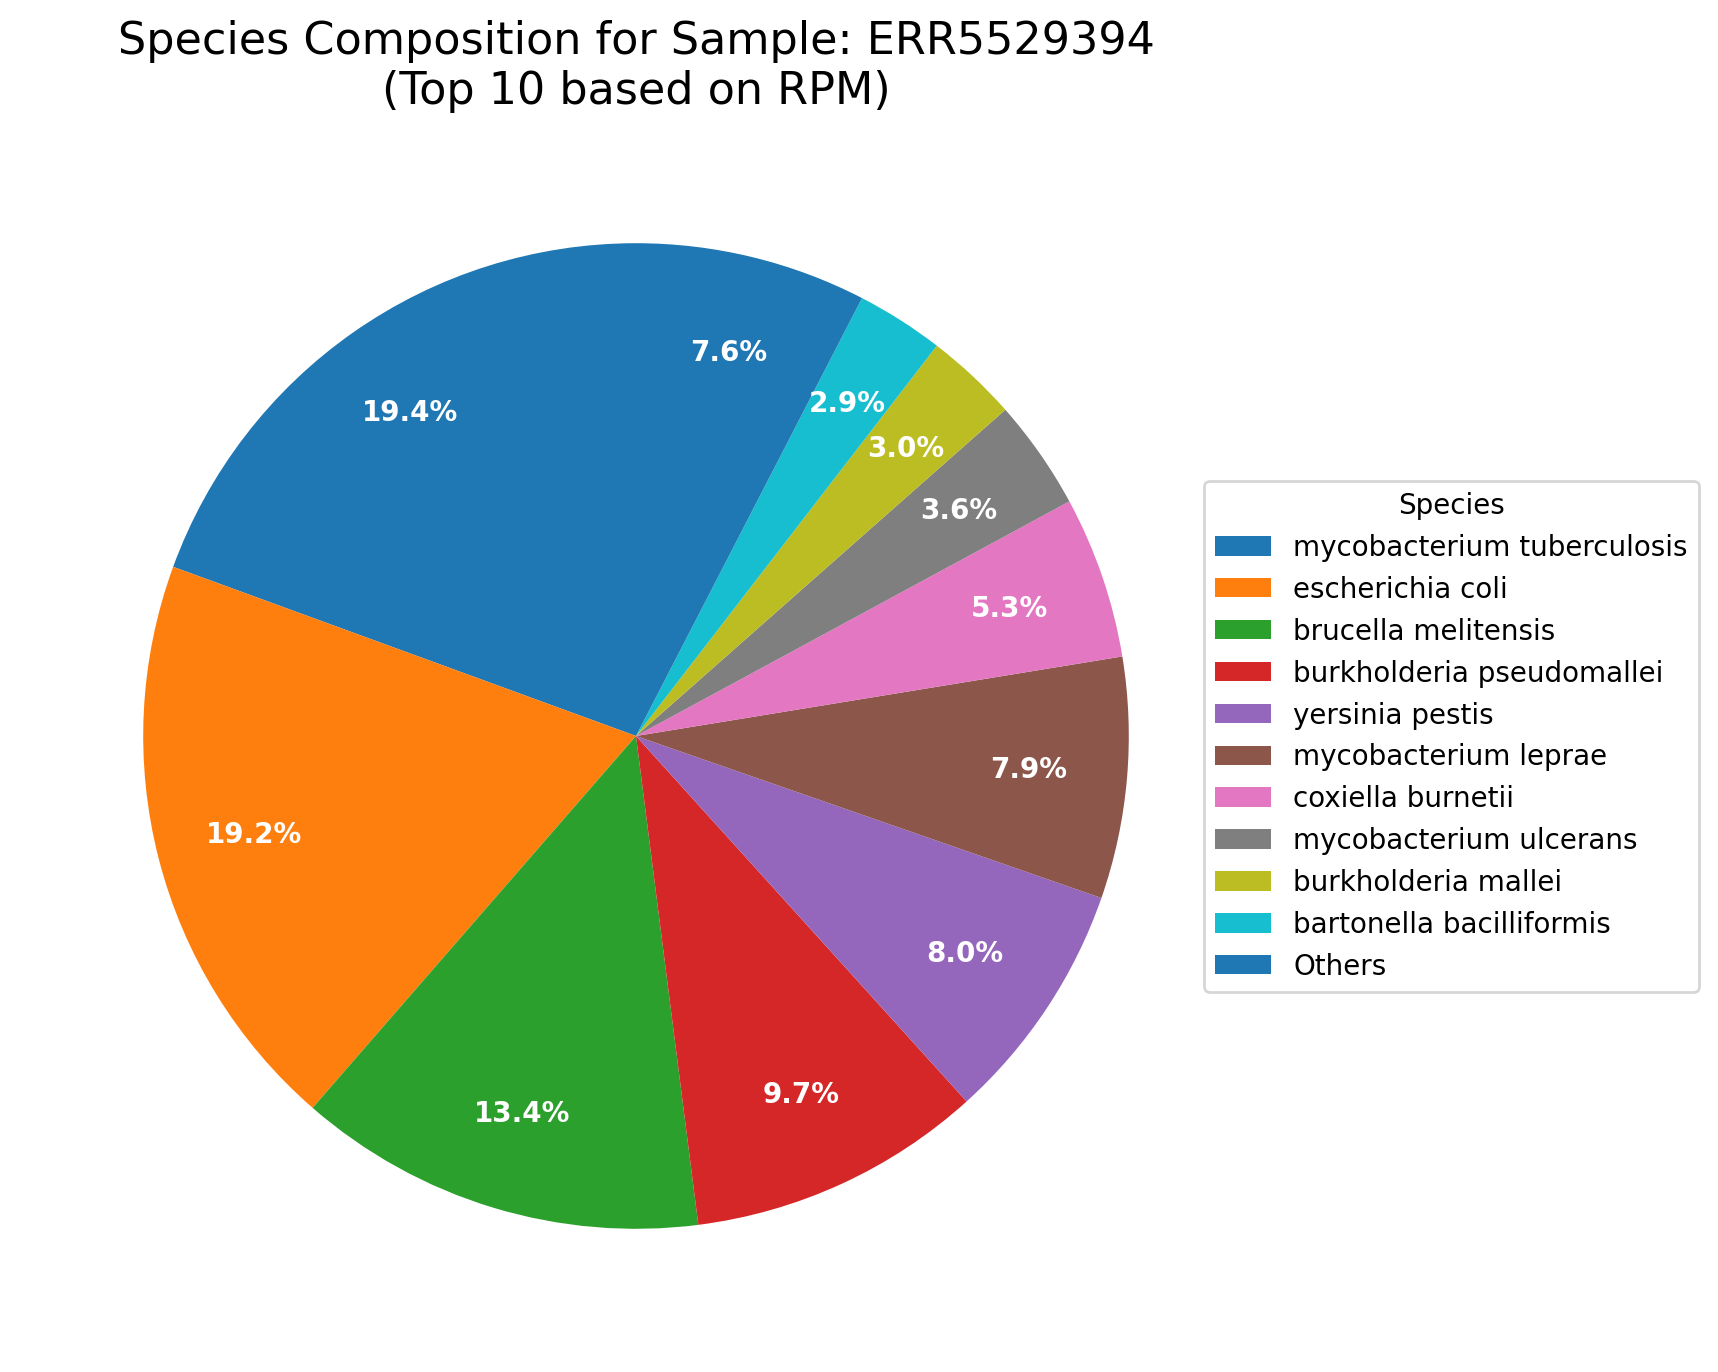 Species Composition for Sample: ERR5529394
(Top 10 based on RPM)
7.6%
19.4%
2.9%
3.0%
3.6%
5.3%
7.9%
19.2%
8.0%
9.7%
13.4%
Species
mycobacterium tuberculosis
escherichia coli
brucella melitensis
burkholderia pseudomallei
yersinia pestis
mycobacterium leprae
coxiella burnetii
mycobacterium ulcerans
burkholderia mallei
bartonella bacilliformis
Others